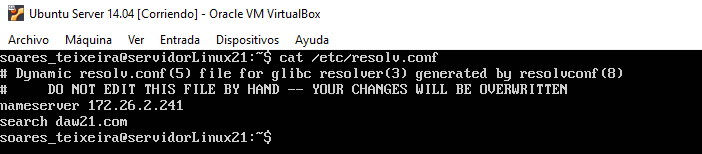 Ubuntu Server 14.04 [Corriendo] - Oracle VM VirtualBox
Archivo Máquina Ver Entrada Dispositivos Ayuda
soares_teixeira@servidorLinux21:~$ cat /etc/resolv.conf
# Dynamic resolv.conf(5) file for glibc resolver(3) generated by resolvconf(8)
#     DO NOT EDIT THIS FILE BY HAND -- YOUR CHANGES WILL BE OVERWRITTEN
nameserver 172.26.2.241
search daw21.com
soares_teixeira@servidorLinux21:~$